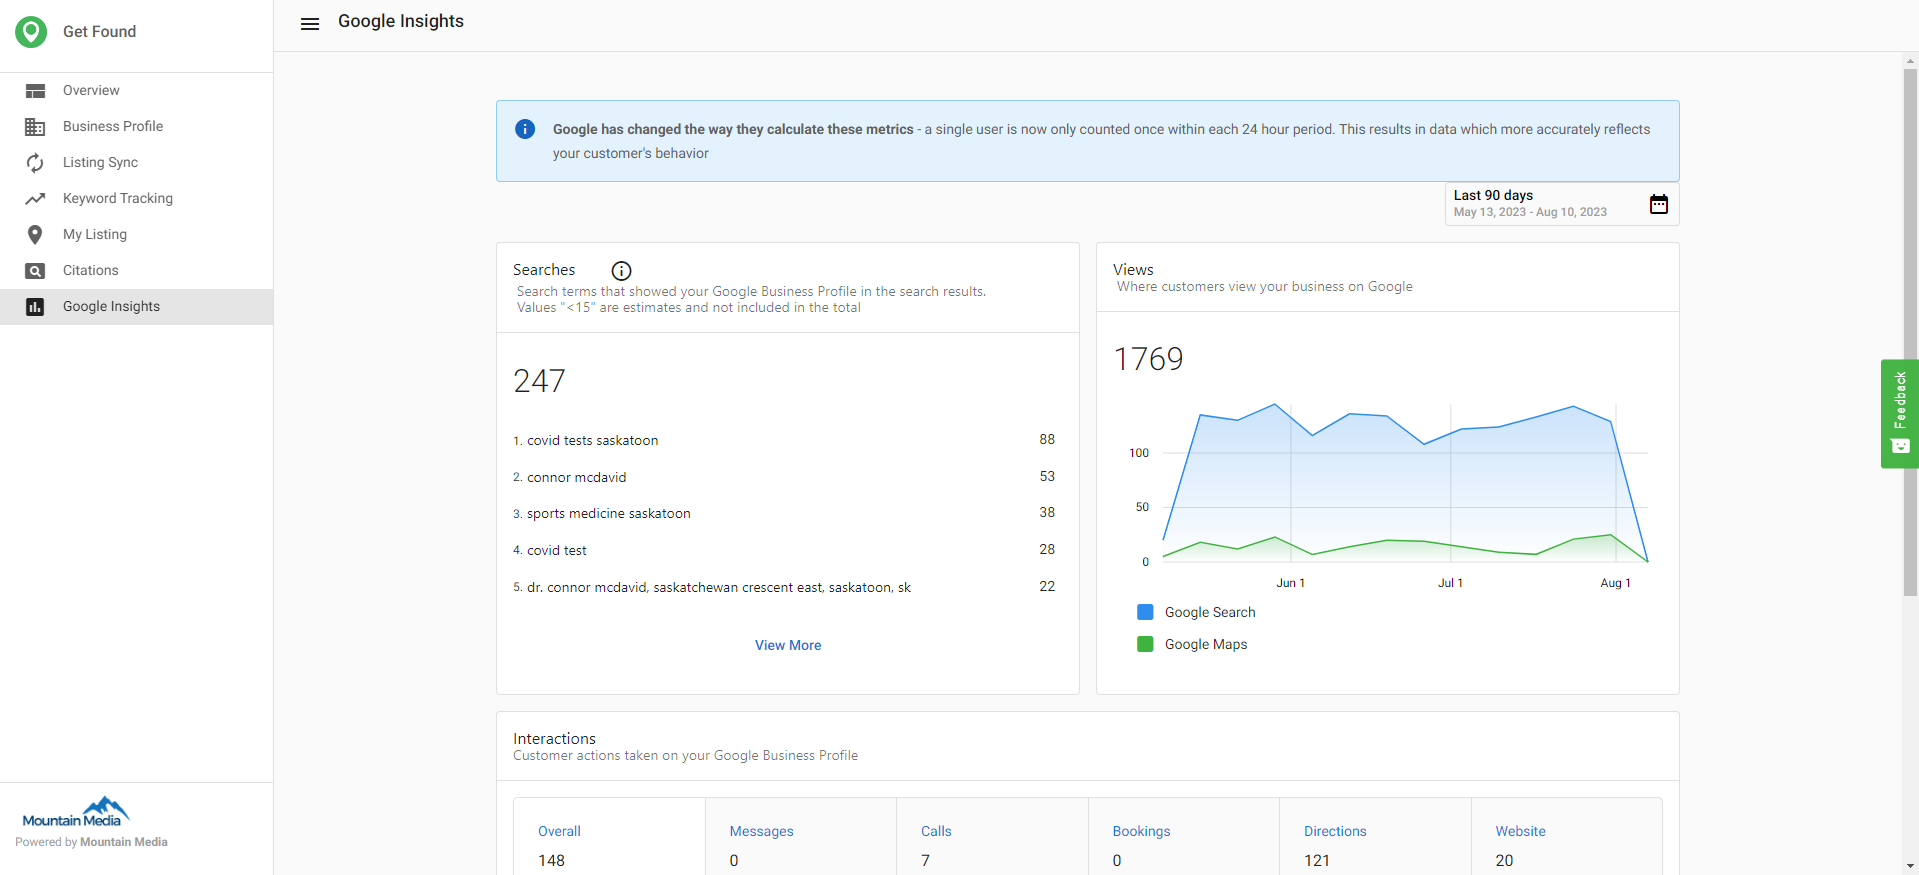 Get Found
Google Insights
Overview
Business Profile
Listing Sync
Keyword Tracking
My Listing
Citations
Google Insights
Google has changed the way they calculate these metrics - a single user is now only counted once within each 24 hour period. This results in data which more accurately reflects
your customer's behavior
Last 90 days
May 13, 2023 - Aug 10, 2023
Searches
Search terms that showed your Google Business Profile in the search results.
Values "<15" are estimates and not included in the total
247
1. covid tests saskatoon 88
2. connor mcdavid 53
3. sports medicine saskatoon 38
4. covid test 28
5. dr. connor mcdavid, saskatchewan crescent east, saskatoon, sk 22
View More
Views
Where customers view your business on Google
1769
100
50
0
Jun 1 Jul 1 Aug 1
Google Search
Google Maps
Feedback
Interactions
Customer actions taken on your Google Business Profile
Overall Messages Calls Bookings Directions Website
148 0 7 0 121 20
Mountain Media
Powered by Mountain Media